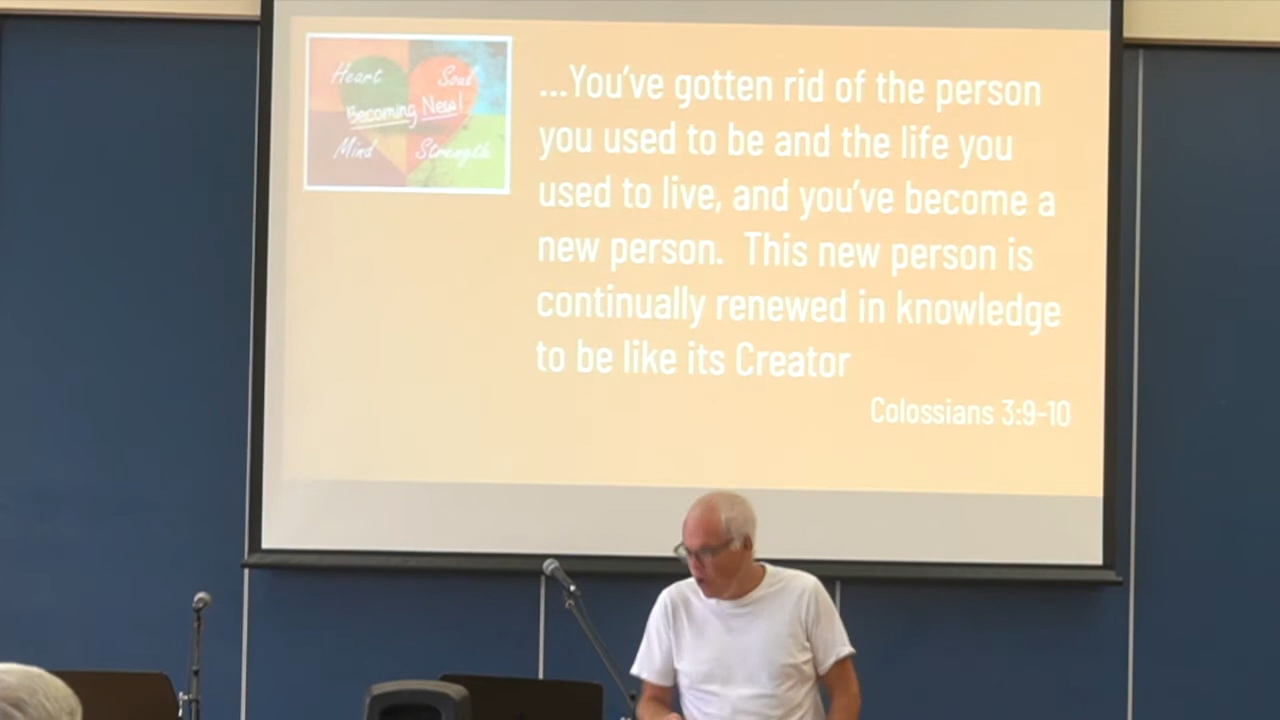 Heart Soul
Becoming New!
Mind Strength
...You've gotten rid of the person
you used to be and the life you
used to live, and you've become a
new person.  This new person is
continually renewed in knowledge
to be like its Creator
Colossians 3:9-10